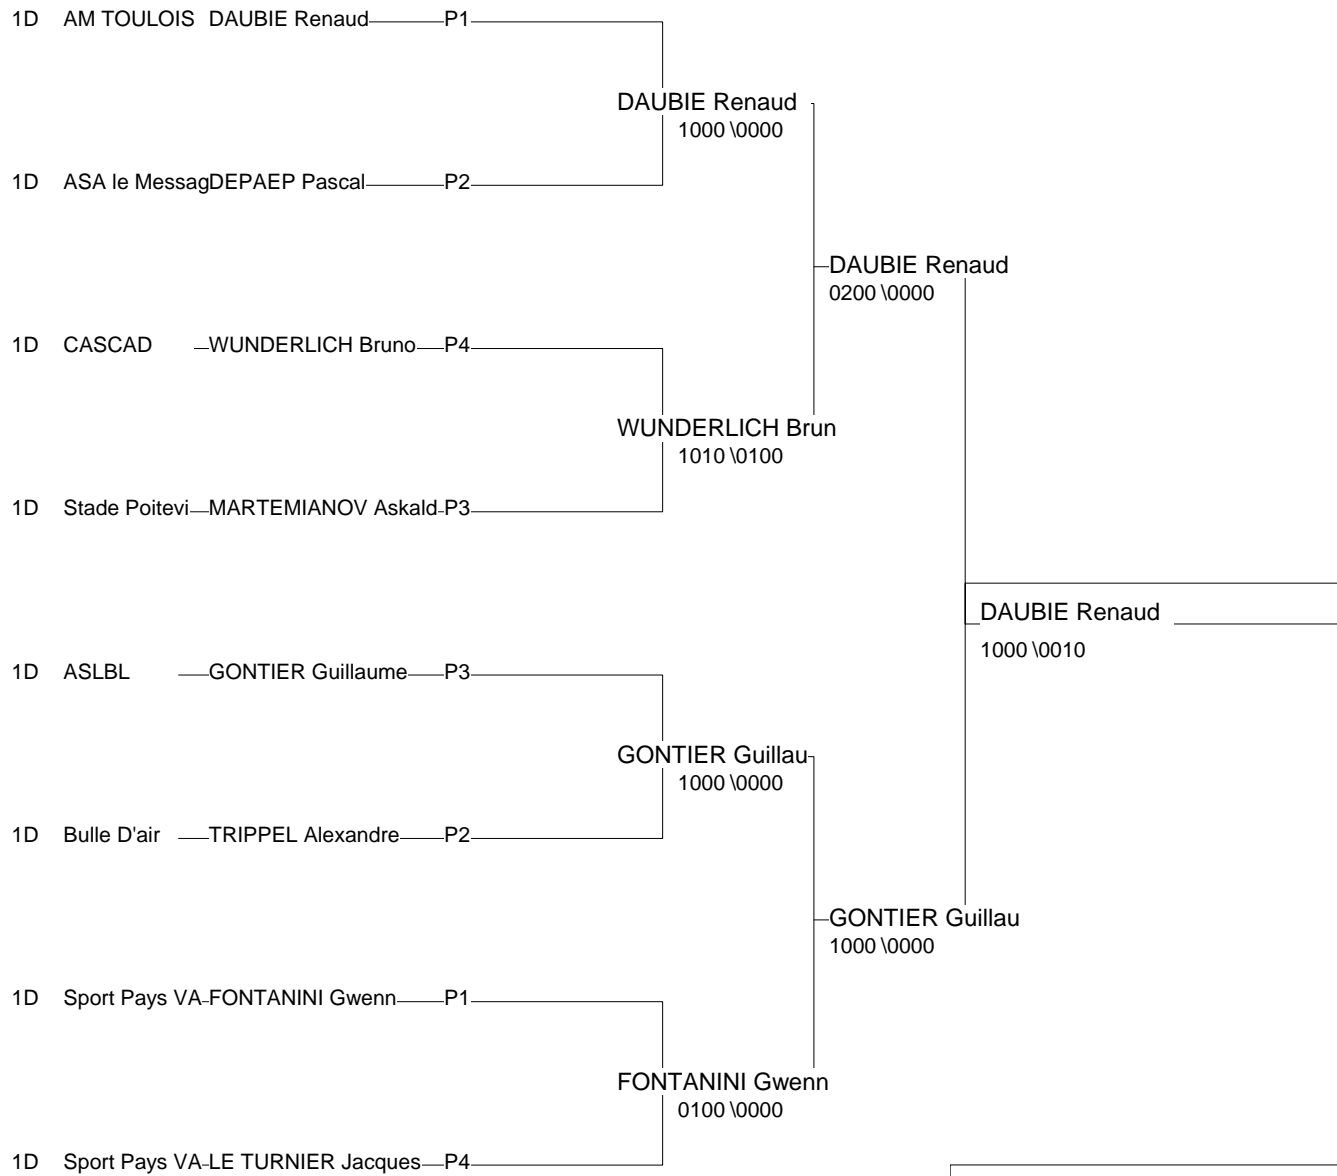 1D AM TOULOIS DAUBIE Renaud P1
DAUBIE Renaud
1000 \0000
1D ASA le Messag DEPAEP Pascal P2
DAUBIE Renaud
0200 \0000
1D CASCAD WUNDERLICH Bruno P4
WUNDERLICH Brun
1010 \0100
1D Stade Poitevi MARTEMIANOV Askald P3
DAUBIE Renaud
1000 \0010
1D ASLBL GONTIER Guillaume P3
GONTIER Guillau
1000 \0000
1D Bulle D'air TRIPPEL Alexandre P2
GONTIER Guillau
1000 \0000
1D Sport Pays VA FONTANINI Gwenn P1
FONTANINI Gwenn
0100 \0000
1D Sport Pays VA LE TURNIER Jacques P4